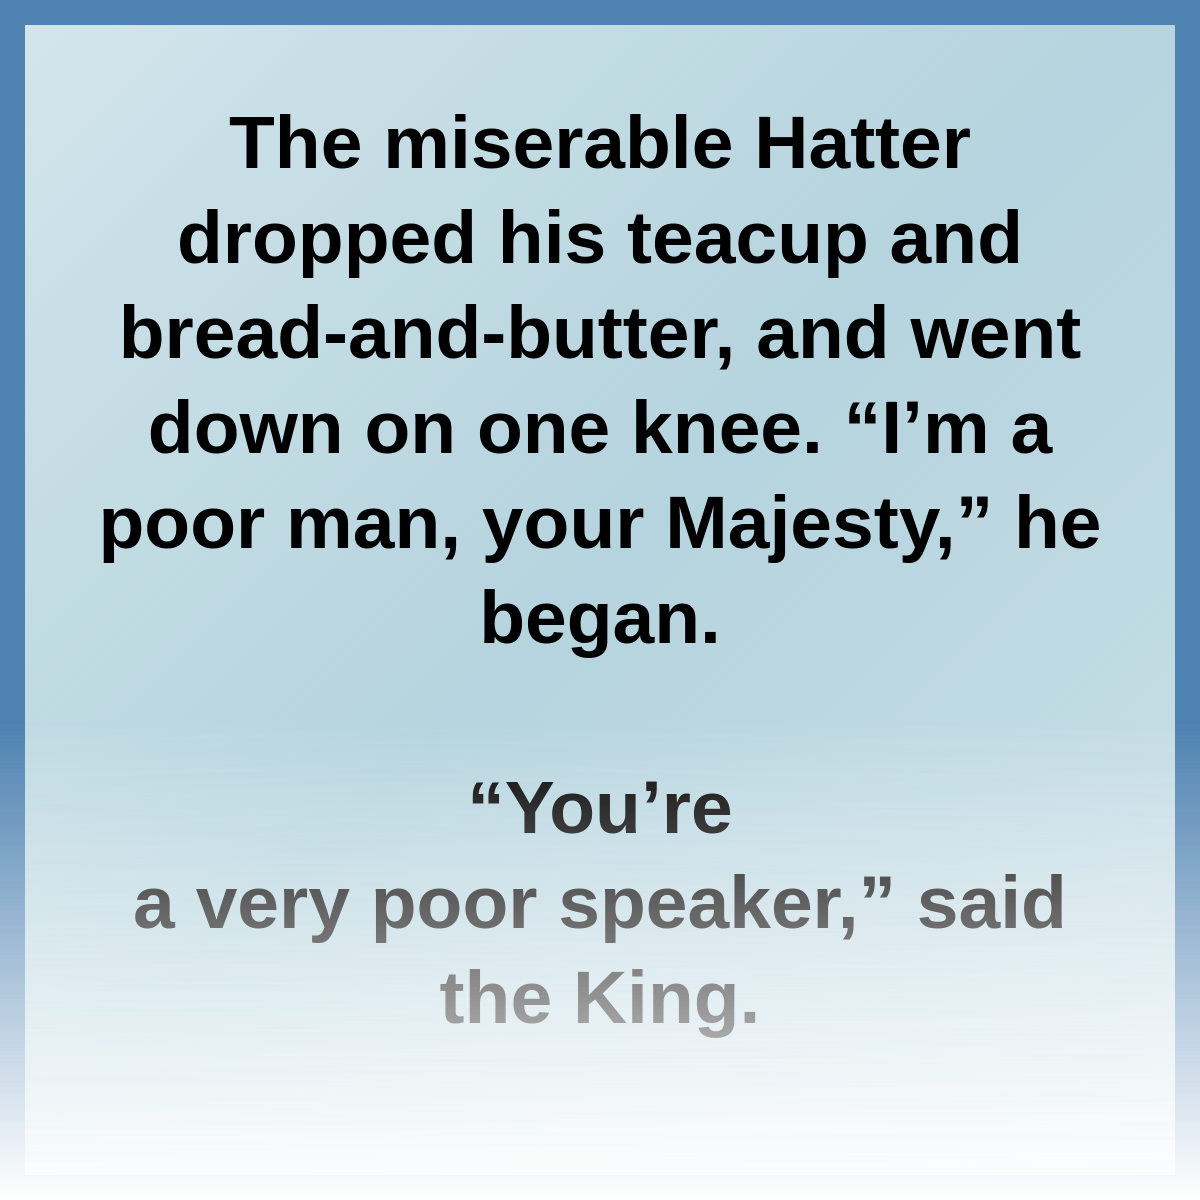 The miserable Hatter
dropped his teacup and
bread-and-butter, and went
down on one knee. “I’m a
poor man, your Majesty,” he
began.
“You’re
a very poor speaker,” said
the King.